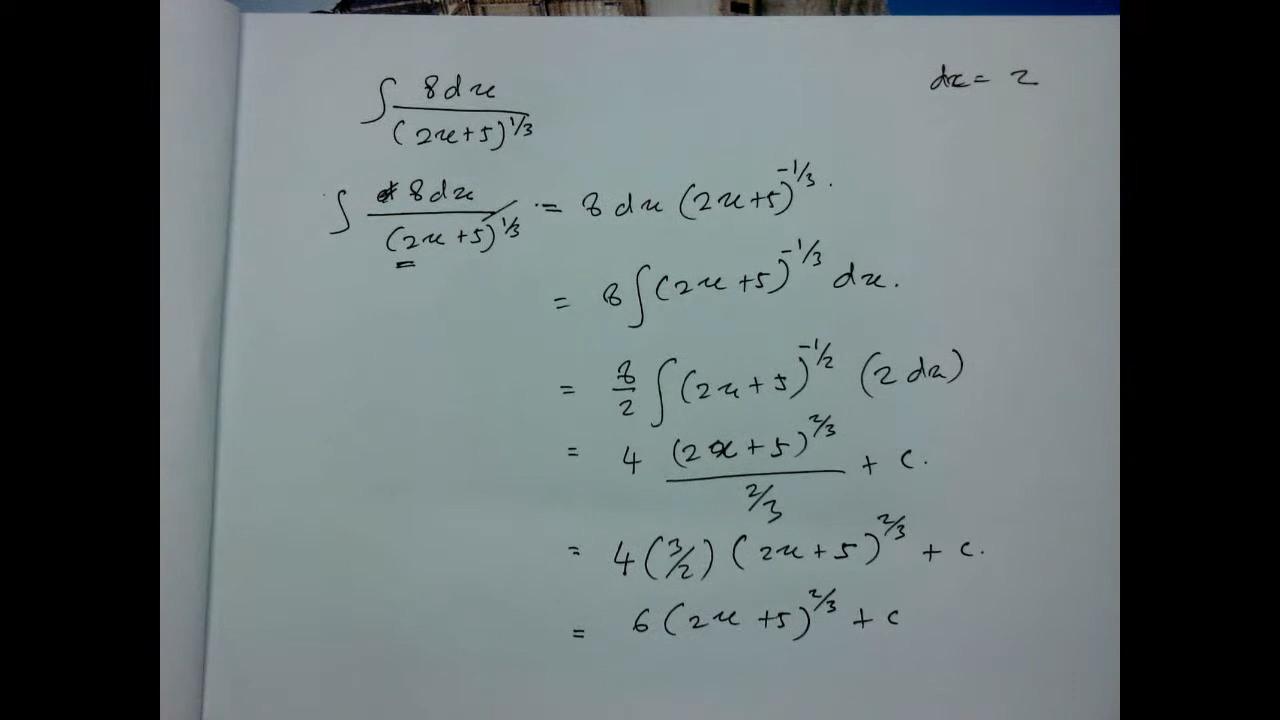 ∫ 8dx / (2x+5)^1/3 dx = 2
∫ 8dx / (2x+5)^1/3 = 8 dx (2x+5)^-1/3.
= 8 ∫ (2x+5)^-1/3 dx.
= 8/2 ∫ (2x+5)^-1/2 (2 dx)
= 4 (2x+5)^2/3 / 2/3 + c.
= 4 (3/2) (2x+5)^2/3 + c.
= 6 (2x+5)^2/3 + c